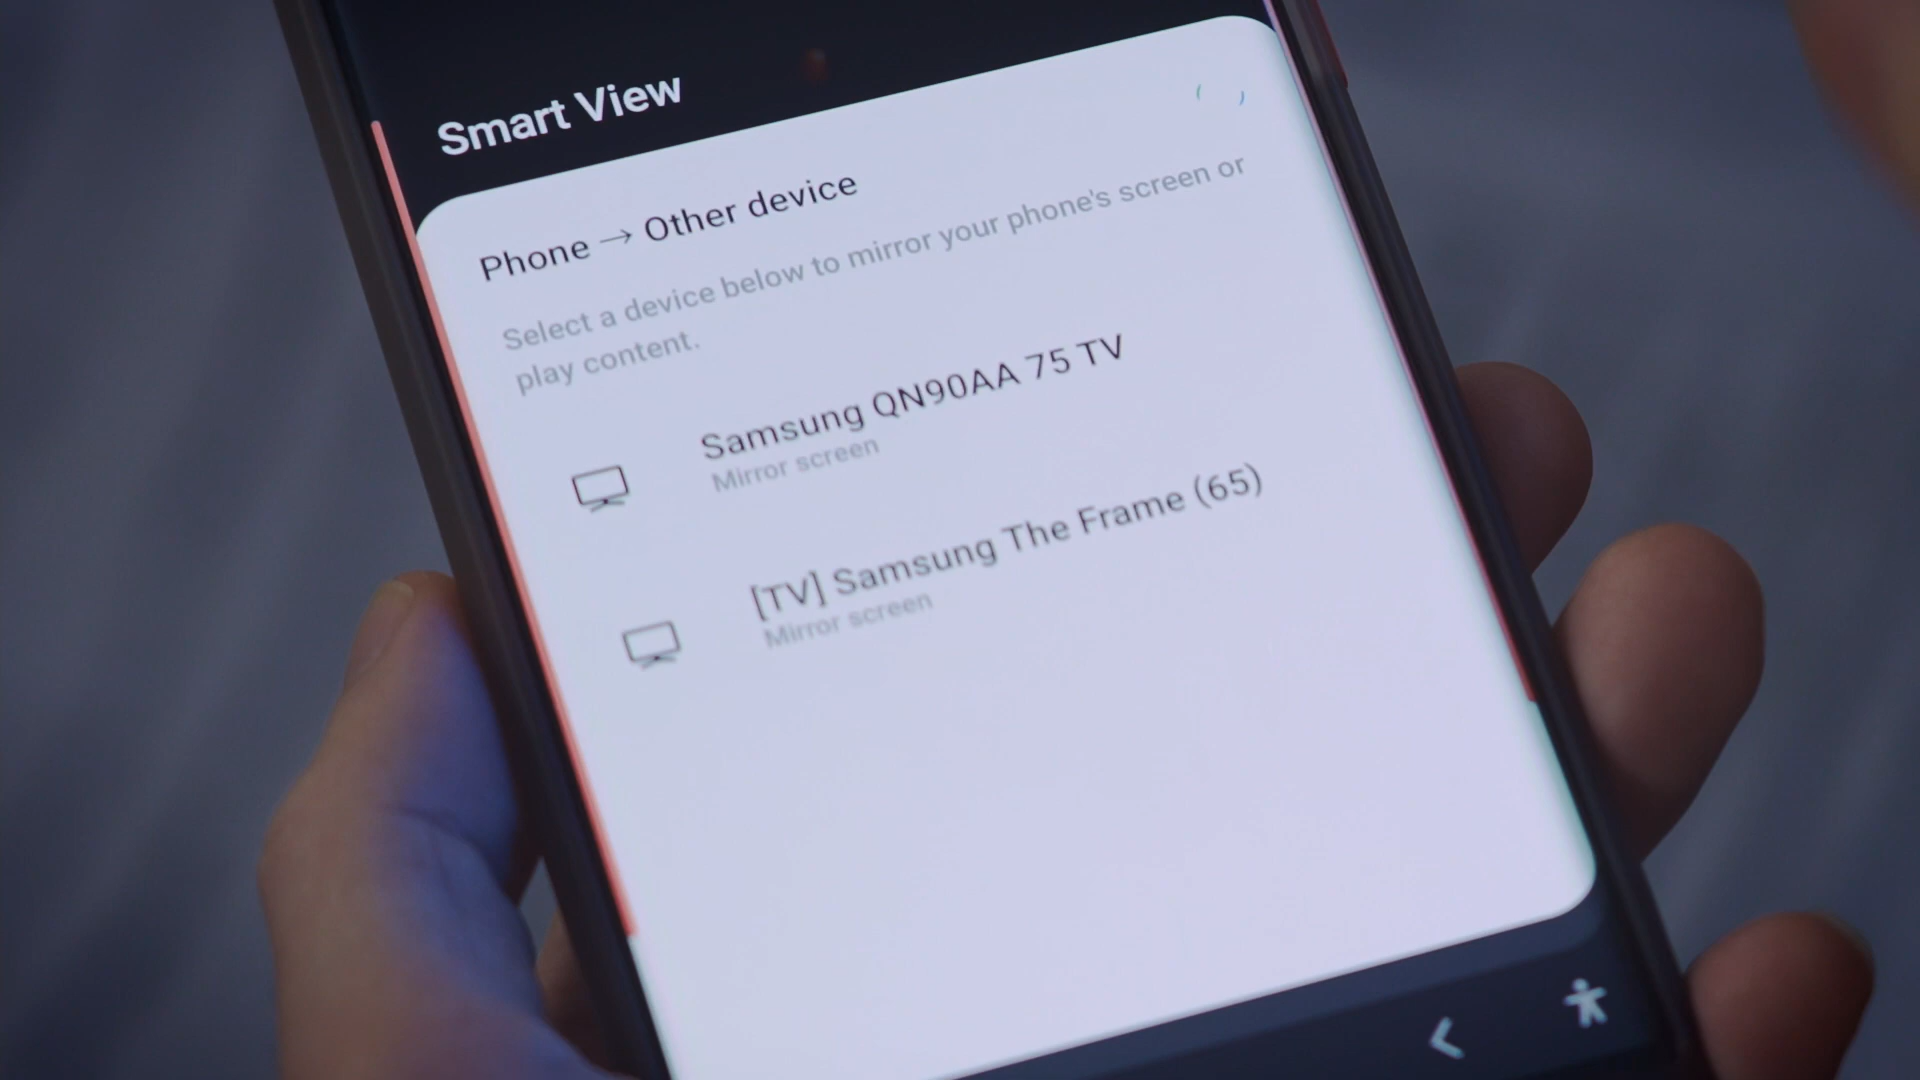 Smart View
Phone → Other device
Select a device below to mirror your phone's screen or
play content.
Samsung QN90AA 75 TV
Mirror screen
[TV] Samsung The Frame (65)
Mirror screen